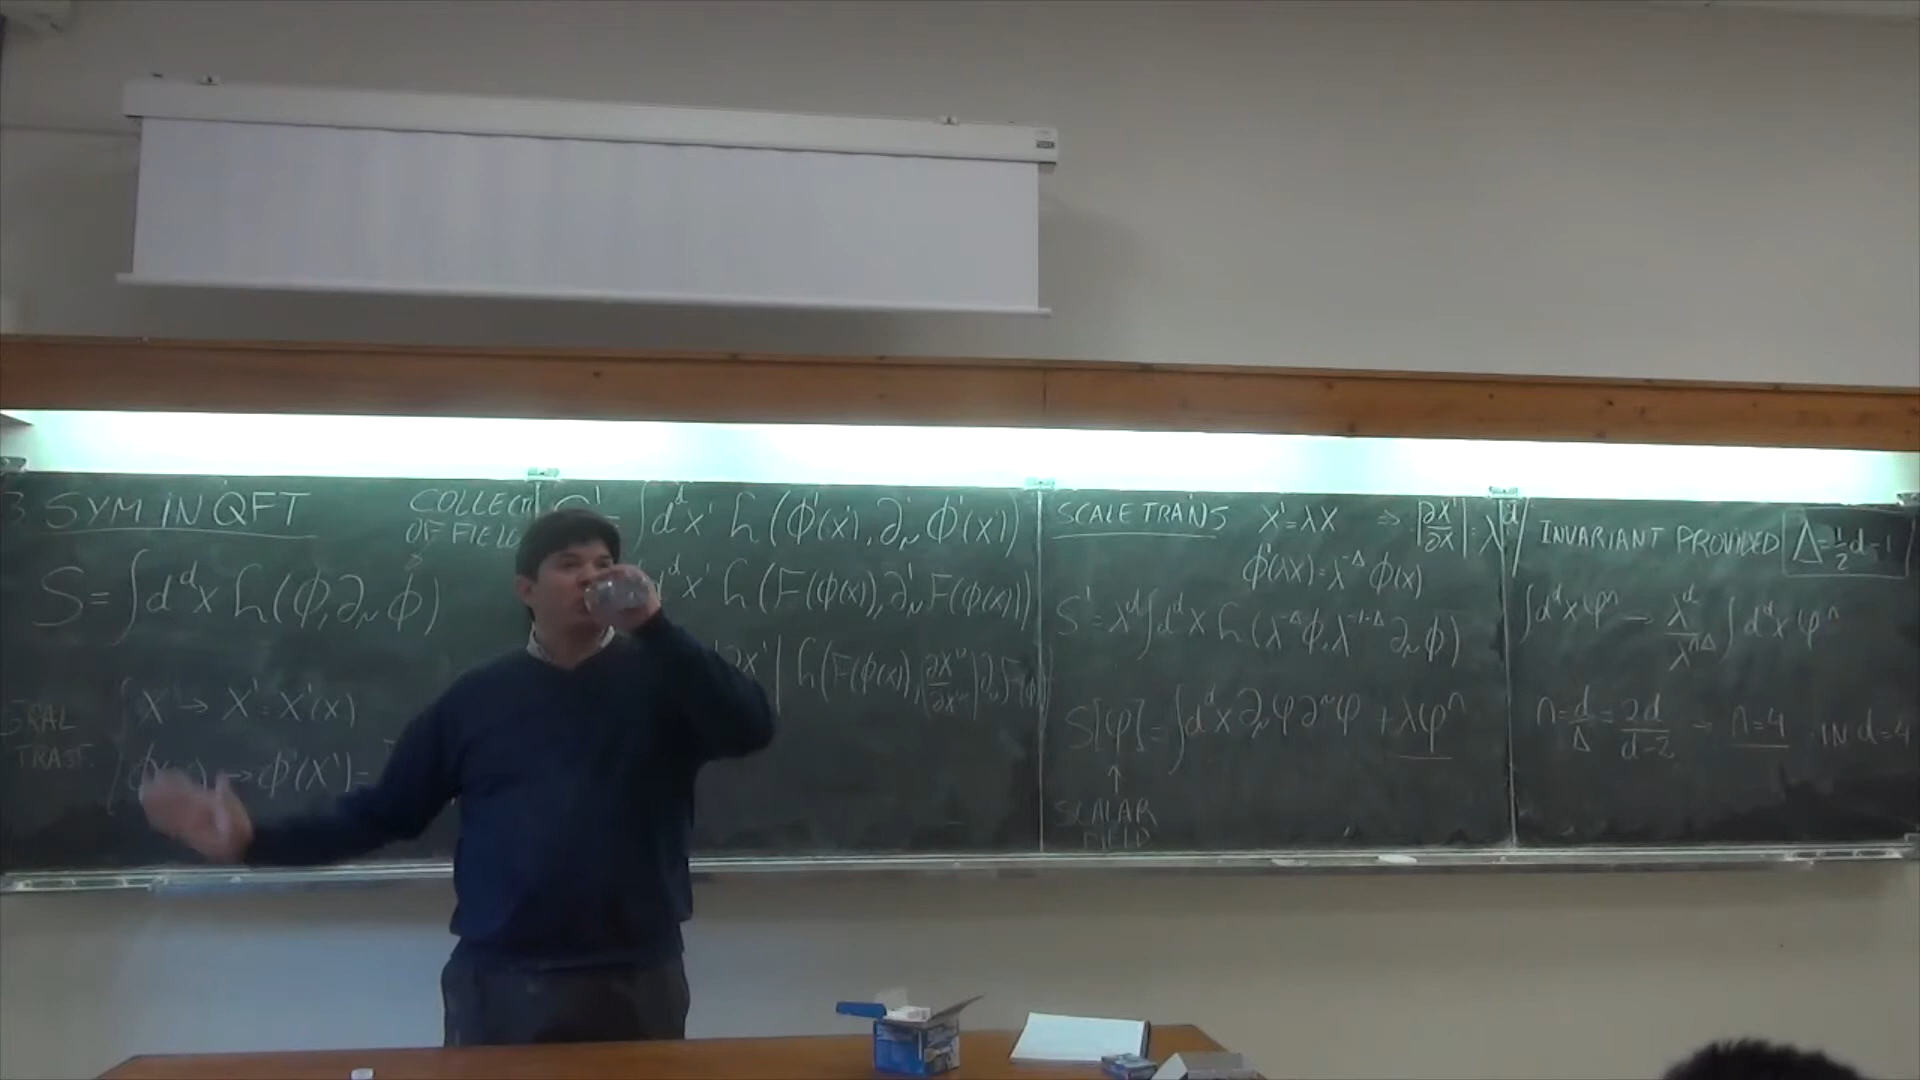 3 SYM IN QFT
COLLECT
OF FIEL
S = ∫d^d x h(ϕ, ∂_μ ϕ)
GRAL
TRASF.
x → x' = x'(x)
→ ϕ'(x') =
' = ∫d^d x' h(ϕ'(x'), ∂'_μ ϕ'(x'))
d^d x' h(F(ϕ(x)), ∂'_μ F(ϕ(x)))
∂x' | h(F(ϕ(x)), |∂x^ν/∂x'^μ| ∂_ν F(ϕ))
SCALE TRANS x' = λx ⇒ |∂x'/∂x| = λ^d
ϕ'(λx) = λ^{-Δ} ϕ(x)
S' = λ^d ∫d^d x h(λ^{-Δ} ϕ, λ^{-1-Δ} ∂_μ ϕ)
S[φ] = ∫d^d x ∂_μ φ ∂^μ φ + λφ^n
↑
SCALAR
FIELD
INVARIANT PROVIDED Δ = 1/2 d - 1
∫d^d x φ^n → λ^d/λ^{nΔ} ∫d^d x φ^n
n = d/Δ = 2d/(d-2) → n = 4 IN d = 4